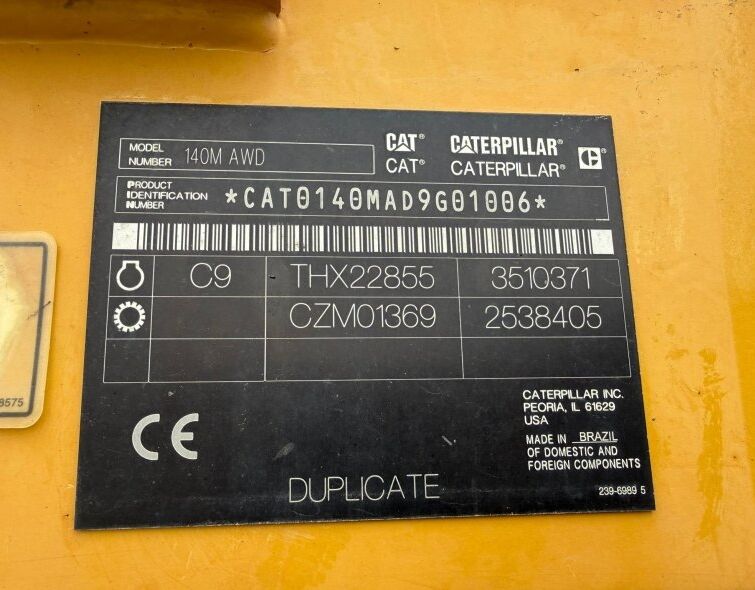 MODEL NUMBER 140M AWD
CAT® CATERPILLAR®
CAT® CATERPILLAR®
PRODUCT IDENTIFICATION NUMBER *CAT0140MAD9G01006*
C9 THX22855 3510371
CZM01369 2538405
CATERPILLAR INC.
PEORIA, IL 61629
USA
MADE IN BRAZIL
OF DOMESTIC AND
FOREIGN COMPONENTS
CE
DUPLICATE
239-6989 5
8575